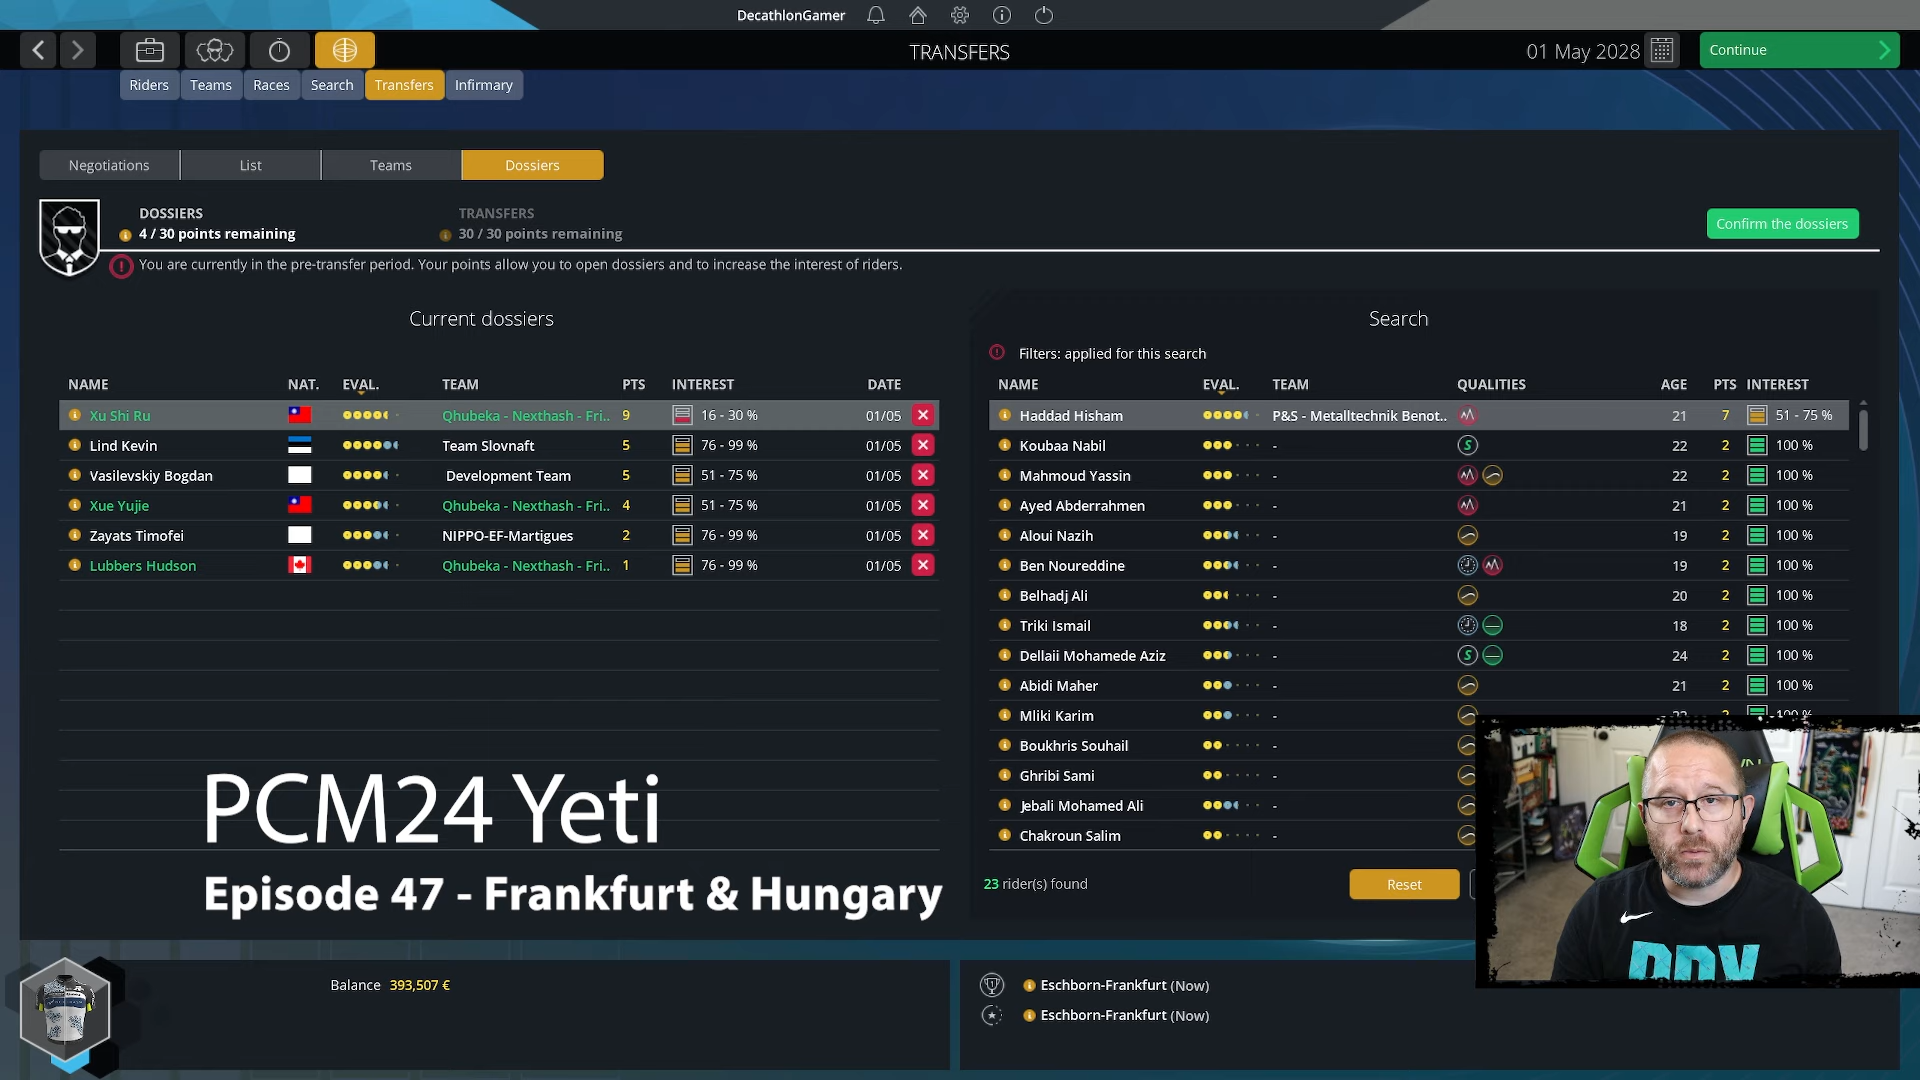 DecathlonGamer
TRANSFERS
01 May 2028
Continue
Riders
Teams
Races
Search
Transfers
Infirmary
Negotiations
List
Teams
Dossiers
DOSSIERS
4 / 30 points remaining
TRANSFERS
30 / 30 points remaining
Confirm the dossiers
You are currently in the pre-transfer period. Your points allow you to open dossiers and to increase the interest of riders.
Current dossiers
NAME NAT. EVAL. TEAM PTS INTEREST DATE
Xu Shi Ru Qhubeka - Nexthash - Fri.. 9 16 - 30 % 01/05
Lind Kevin Team Slovnaft 5 76 - 99 % 01/05
Vasilevskiy Bogdan Development Team 5 51 - 75 % 01/05
Xue Yujie Qhubeka - Nexthash - Fri.. 4 51 - 75 % 01/05
Zayats Timofei NIPPO-EF-Martigues 2 76 - 99 % 01/05
Lubbers Hudson Qhubeka - Nexthash - Fri.. 1 76 - 99 % 01/05
Search
Filters: applied for this search
NAME EVAL. TEAM QUALITIES AGE PTS INTEREST
Haddad Hisham P&S - Metalltechnik Benot.. 21 7 51 - 75 %
Koubaa Nabil - S 22 2 100 %
Mahmoud Yassin - 22 2 100 %
Ayed Abderrahmen - 21 2 100 %
Aloui Nazih - 19 2 100 %
Ben Noureddine - 19 2 100 %
Belhadj Ali - 20 2 100 %
Triki Ismail - 18 2 100 %
Dellaii Mohamede Aziz - S 24 2 100 %
Abidi Maher - 21 2 100 %
Mliki Karim -
Boukhris Souhail -
Ghribi Sami -
Jebali Mohamed Ali -
Chakroun Salim -
23 rider(s) found
Reset
PCM24 Yeti
Episode 47 - Frankfurt & Hungary
Balance 393,507 €
Eschborn-Frankfurt (Now)
Eschborn-Frankfurt (Now)